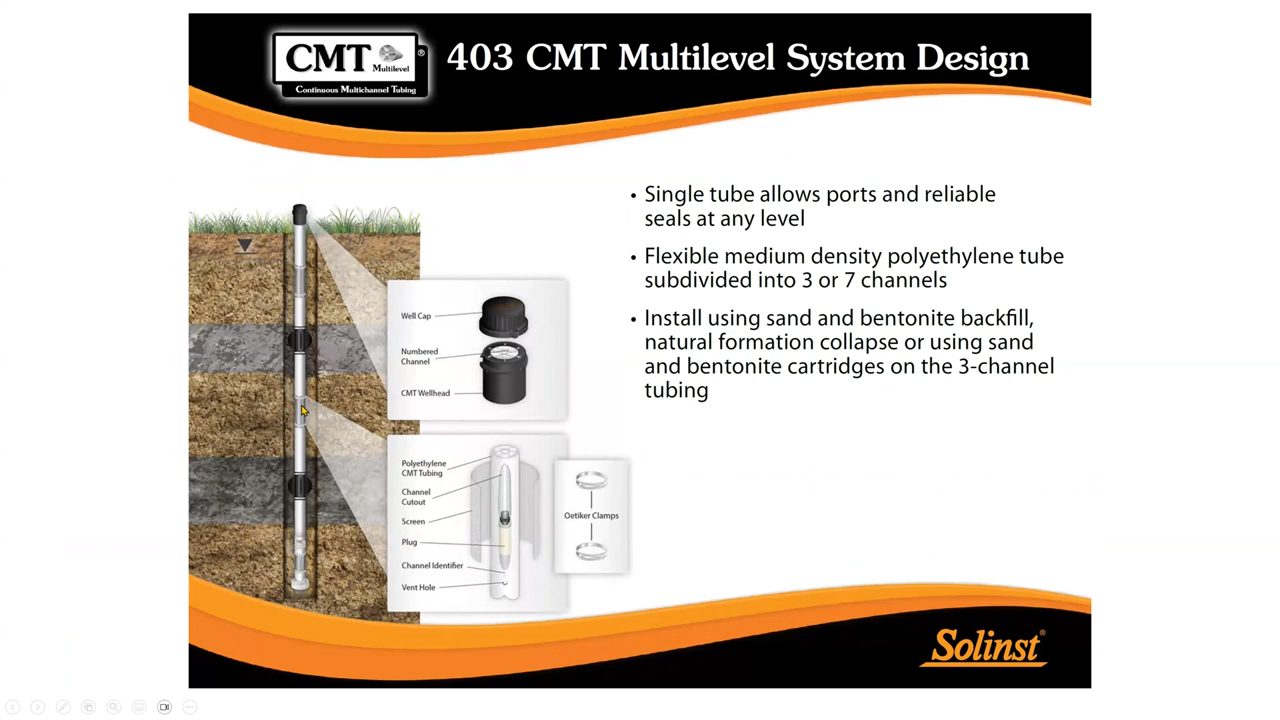 CMT
®
Multilevel
Continuous Multichannel Tubing
403 CMT Multilevel System Design
• Single tube allows ports and reliable
seals at any level
• Flexible medium density polyethylene tube
subdivided into 3 or 7 channels
• Install using sand and bentonite backfill,
natural formation collapse or using sand
and bentonite cartridges on the 3-channel
tubing
Well Cap
Numbered
Channel
CMT Wellhead
Polyethylene
CMT Tubing
Channel
Cutout
Screen
Plug
Channel Identifier
Vent Hole
Oetiker Clamps
Solinst®